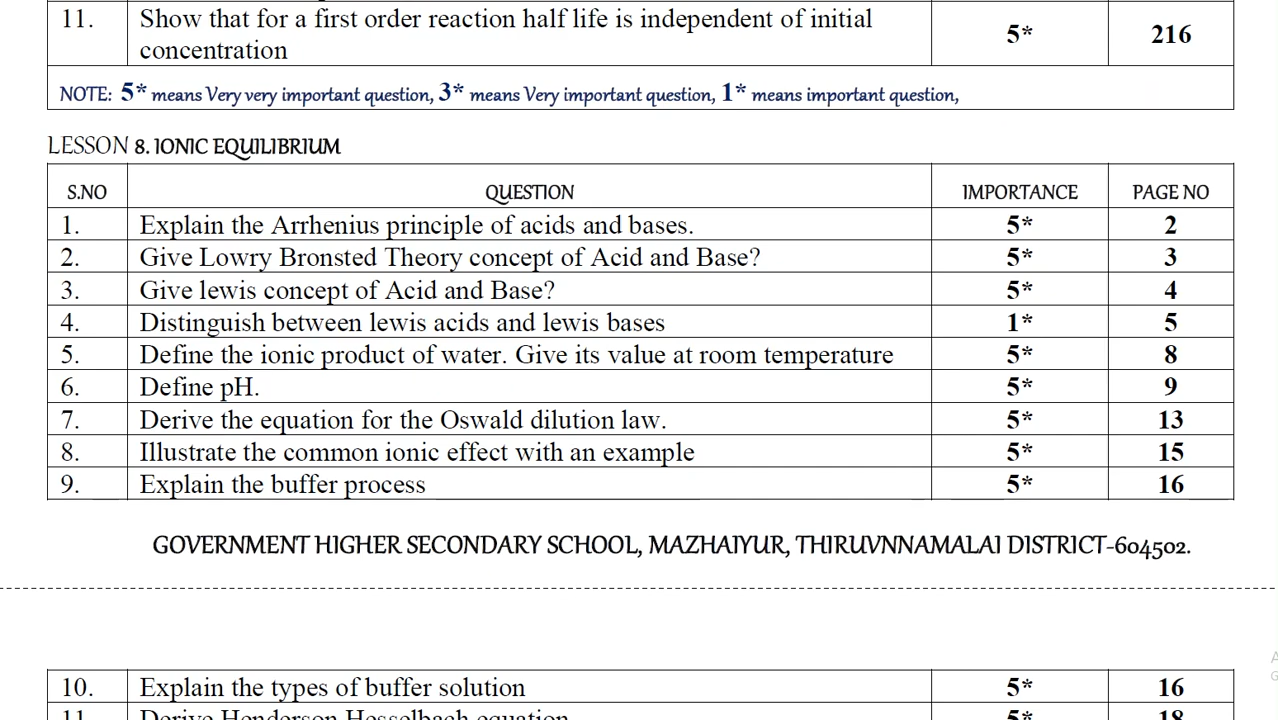 11. Show that for a first order reaction half life is independent of initial 5* 216
concentration
NOTE: 5* means Very very important question, 3* means Very important question, 1* means important question,
LESSON 8. IONIC EQUILIBRIUM
S.NO QUESTION IMPORTANCE PAGE NO
1. Explain the Arrhenius principle of acids and bases. 5* 2
2. Give Lowry Bronsted Theory concept of Acid and Base? 5* 3
3. Give lewis concept of Acid and Base? 5* 4
4. Distinguish between lewis acids and lewis bases 1* 5
5. Define the ionic product of water. Give its value at room temperature 5* 8
6. Define pH. 5* 9
7. Derive the equation for the Oswald dilution law. 5* 13
8. Illustrate the common ionic effect with an example 5* 15
9. Explain the buffer process 5* 16
GOVERNMENT HIGHER SECONDARY SCHOOL, MAZHAIYUR, THIRUVNNAMALAI DISTRICT-604502.
10. Explain the types of buffer solution 5* 16
11. Derive Henderson Hesselbach equation 5* 18